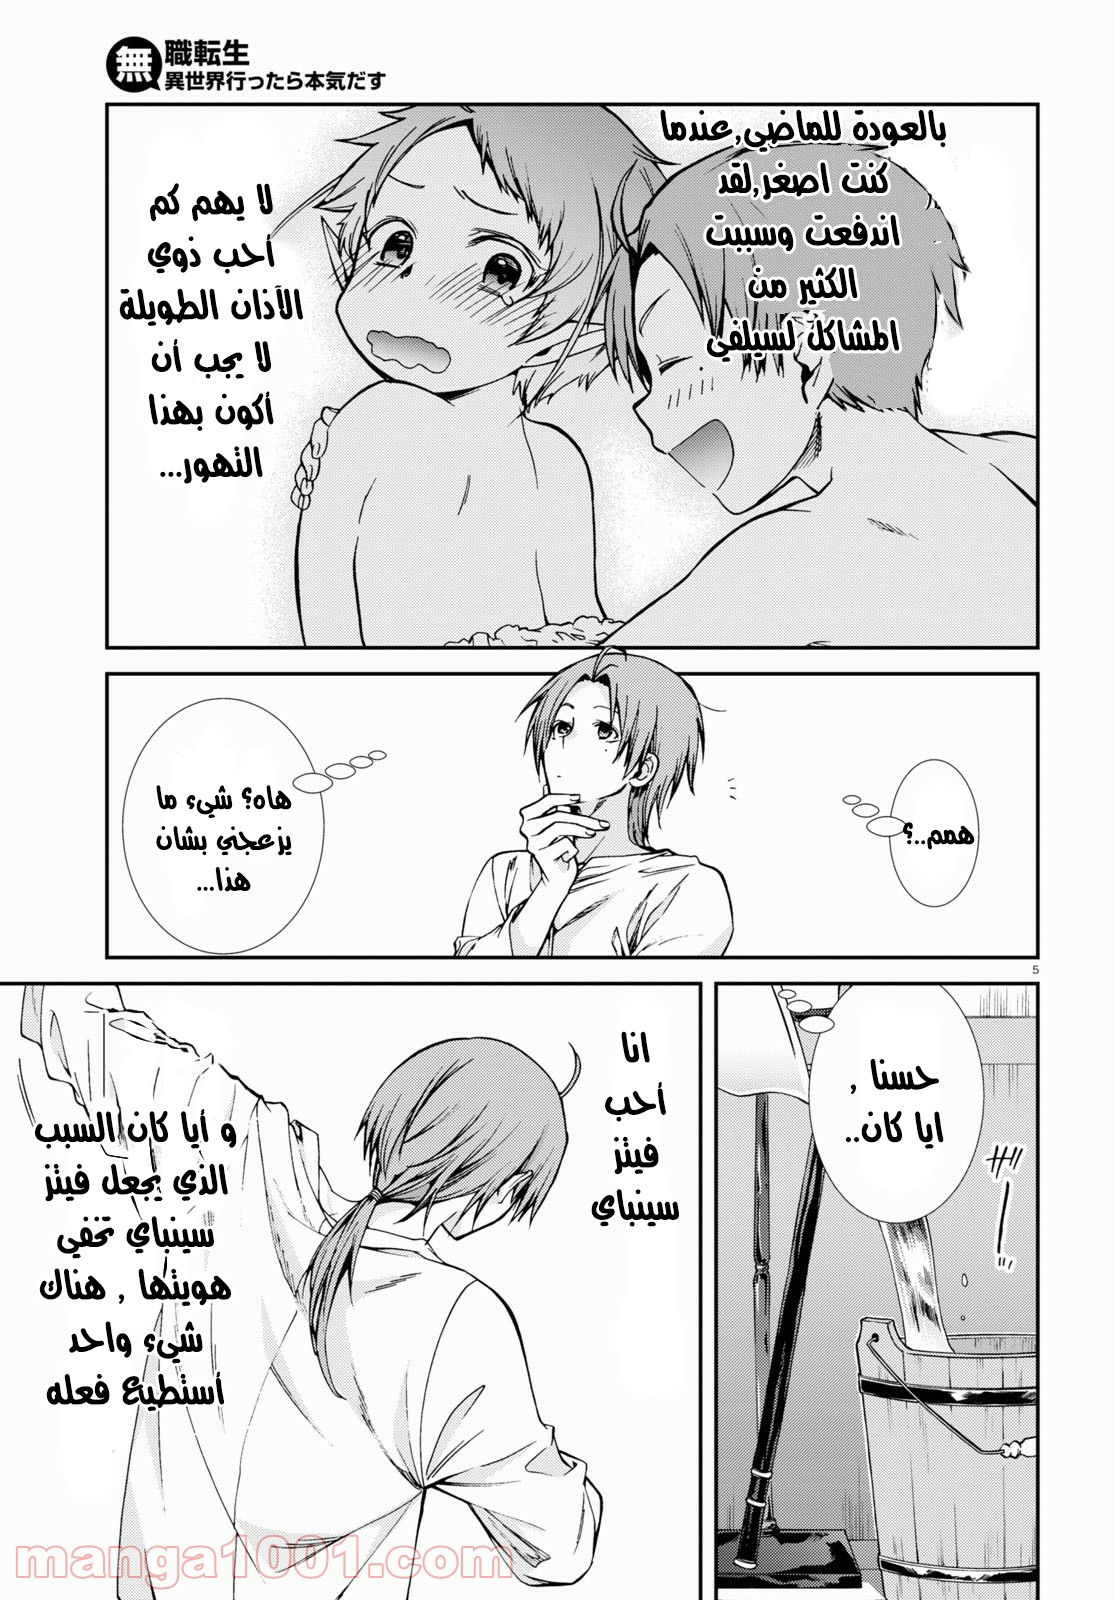 無職転生
異世界行ったら本気だす
بالعودة للماضي,عندما
كنت اصغر,لقد
اندفعت وسببت
الكثير من
المشاكل لسيلفي
لا يهم كم
أحب ذوي
الآذان الطويلة
لا يجب أن
أكون بهذا
التهور...
همم..؟
هاه؟ شيء ما
يزعجني بشان
هذا...
5
حسنا ,
ايا كان..
انا
أحب
فيتز
سينباي
و أيا كان السبب
الذي يجعل فيتز
سينباي تخفي
هويتها , هناك
شيء واحد
أستطيع فعله
manga1001.com